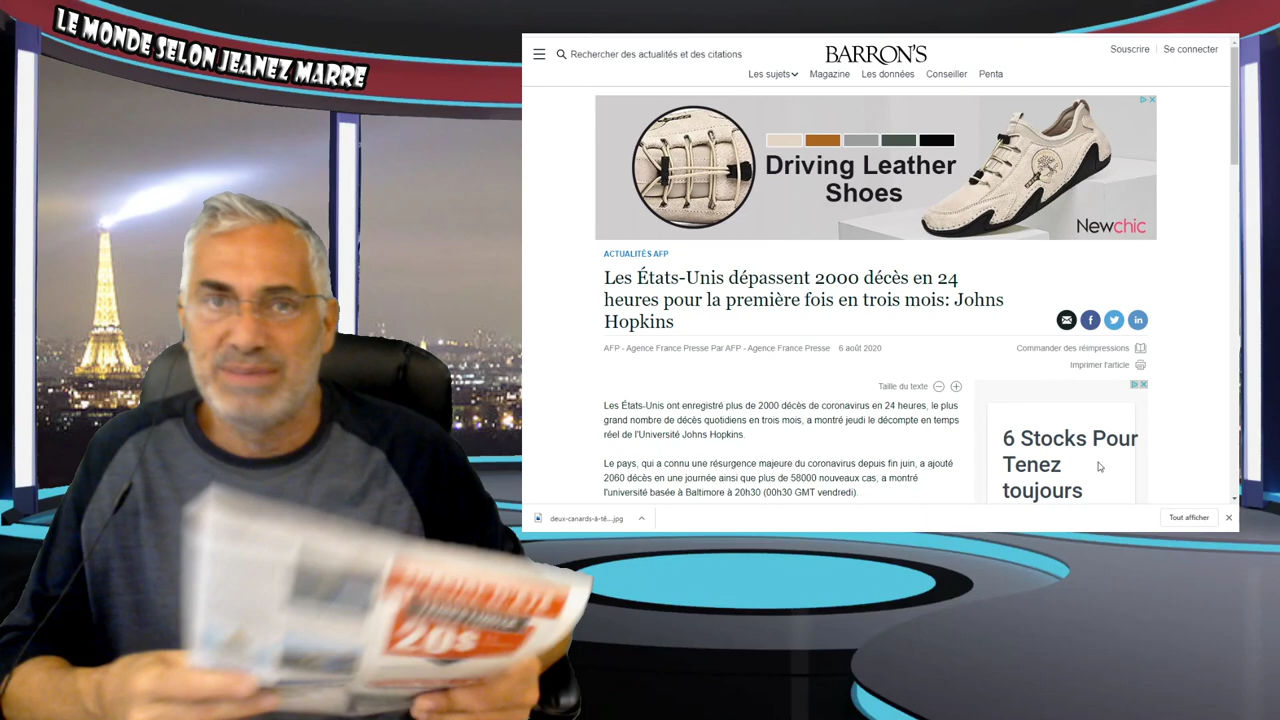 LE MONDE SELON JEANEZ MARRE
Rechercher des actualités et des citations
BARRON'S
Souscrire
Se connecter
Les sujets
Magazine
Les données
Conseiller
Penta
Driving Leather
Shoes
Newchic
ACTUALITÈS AFP
Les États-Unis dépassent 2000 décès en 24
heures pour la première fois en trois mois: Johns
Hopkins
AFP - Agence France Presse Par AFP - Agence France Presse
6 août 2020
Commander des réimpressions
Imprimer l'article
Taille du texte
Les États-Unis ont enregistré plus de 2000 décès de coronavirus en 24 heures, le plus
grand nombre de décès quotidiens en trois mois, a montré jeudi le décompte en temps
réel de l'Université Johns Hopkins.
Le pays, qui a connu une résurgence majeure du coronavirus depuis fin juin, a ajouté
2060 décès en une journée ainsi que plus de 58000 nouveaux cas, a montré
l'université basée à Baltimore à 20h30 (00h30 GMT vendredi).
6 Stocks Pour
Tenez
toujours
deux-canards-à-tê....jpg
Tout afficher
20$